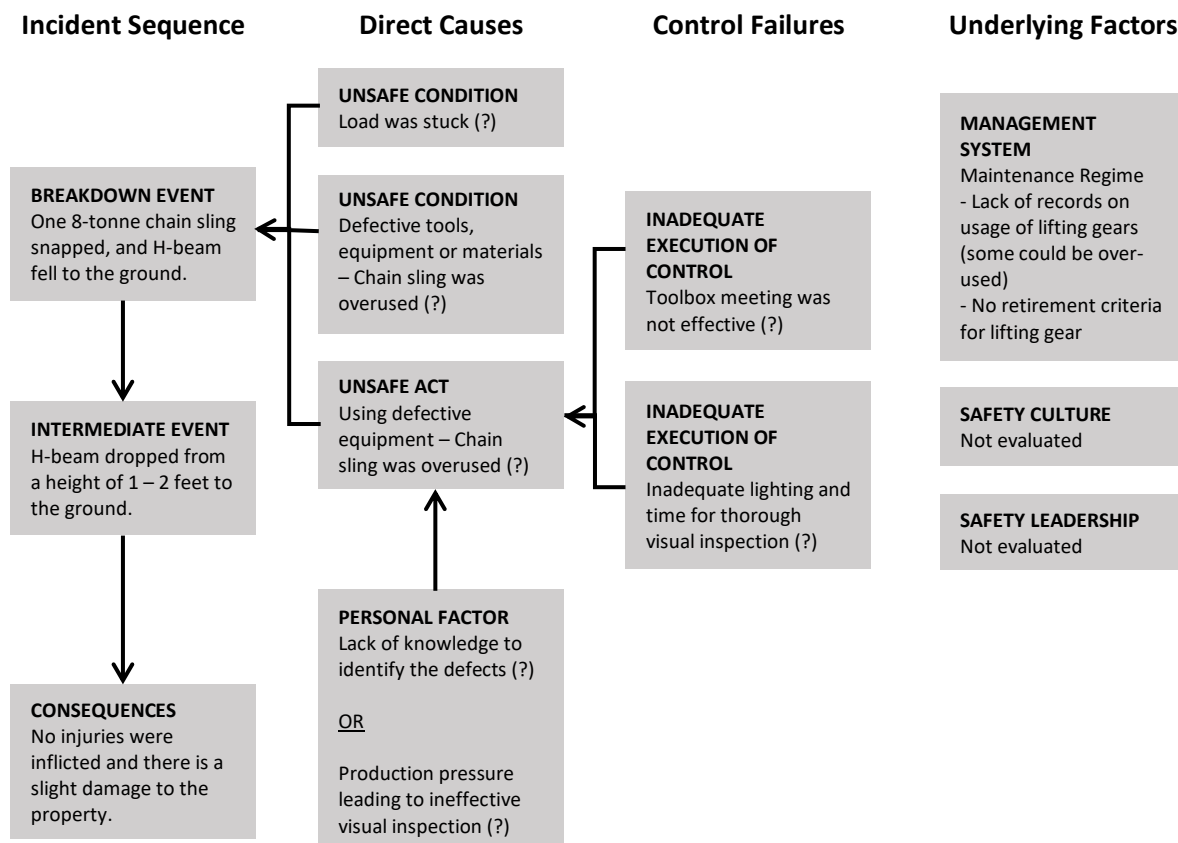 Incident Sequence
Direct Causes
Control Failures
Underlying Factors
BREAKDOWN EVENT
One 8-tonne chain sling
snapped, and H-beam
fell to the ground.
INTERMEDIATE EVENT
H-beam dropped from
a height of 1 – 2 feet to
the ground.
CONSEQUENCES
No injuries were
inflicted and there is a
slight damage to the
property.
UNSAFE CONDITION
Load was stuck (?)
UNSAFE CONDITION
Defective tools,
equipment or materials
– Chain sling was
overused (?)
UNSAFE ACT
Using defective
equipment – Chain
sling was overused (?)
PERSONAL FACTOR
Lack of knowledge to
identify the defects (?)
OR
Production pressure
leading to ineffective
visual inspection (?)
INADEQUATE
EXECUTION OF
CONTROL
Toolbox meeting was
not effective (?)
INADEQUATE
EXECUTION OF
CONTROL
Inadequate lighting and
time for thorough
visual inspection (?)
MANAGEMENT
SYSTEM
Maintenance Regime
- Lack of records on
usage of lifting gears
(some could be over-
used)
- No retirement criteria
for lifting gear
SAFETY CULTURE
Not evaluated
SAFETY LEADERSHIP
Not evaluated